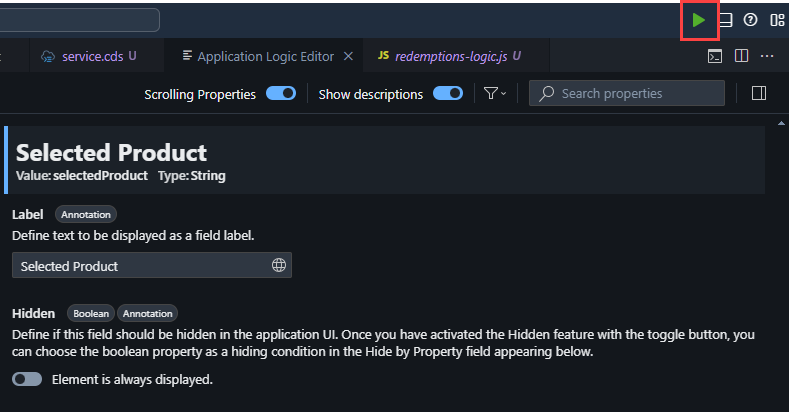 service.cds U
Application Logic Editor
JS redemptions-logic.js U
Scrolling Properties
Show descriptions
Search properties
Selected Product
Value: selectedProduct Type: String
Label Annotation
Define text to be displayed as a field label.
Selected Product
Hidden Boolean Annotation
Define if this field should be hidden in the application UI. Once you have activated the Hidden feature with the toggle button, you
can choose the boolean property as a hiding condition in the Hide by Property field appearing below.
Element is always displayed.